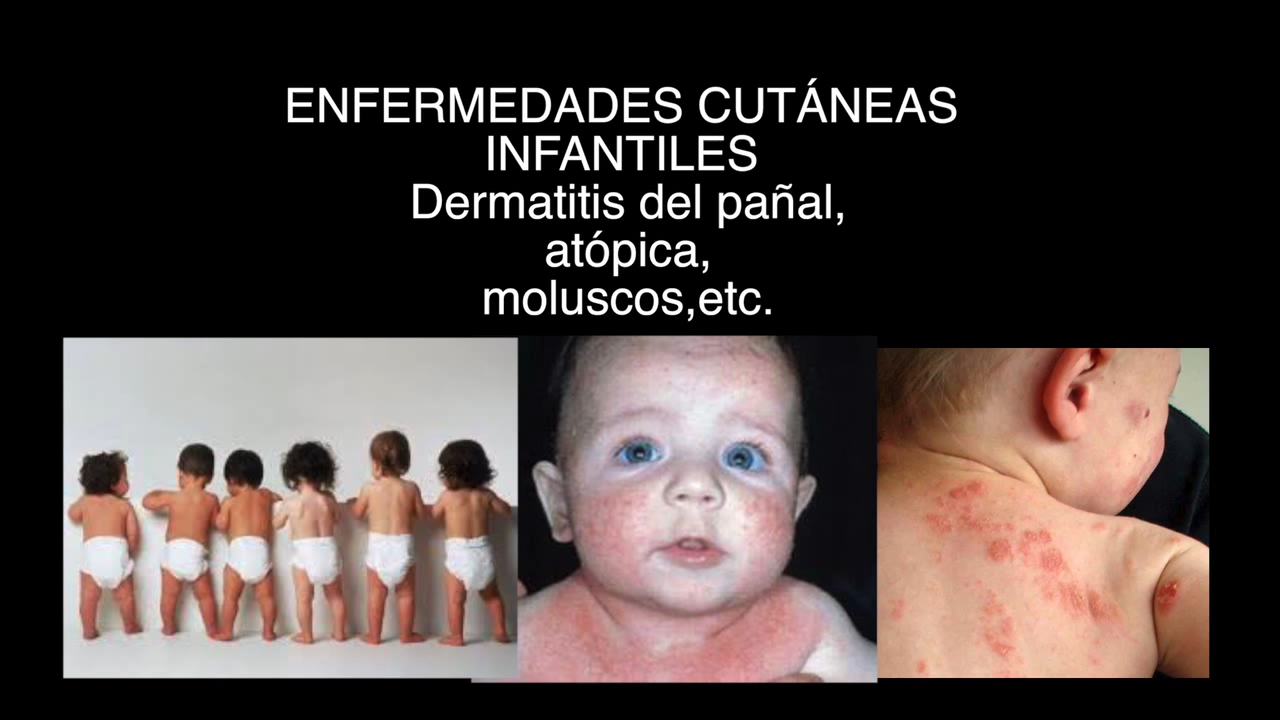 ENFERMEDADES CUTÁNEAS
INFANTILES
Dermatitis del pañal,
atópica,
moluscos,etc.